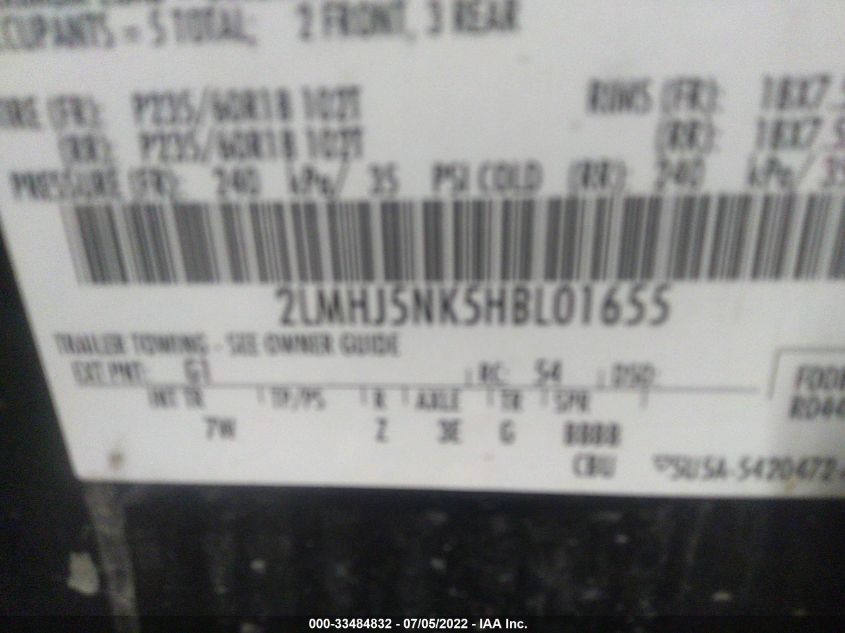 OCCUPANTS = 5 TOTAL; 2 FRONT, 3 REAR
TIRE (FR): P235/60R18 102T RIMS (FR): 18X7.5
(RR): P235/60R18 102T (RR): 18X7.5
PRESSURE (FR): 240 kPa/ 35 PSI COLD (RR): 240 kPa/ 35
2LMHJ5NK5HBL01655
TRAILER TOWING - SEE OWNER GUIDE
EXT PNT: G1 RC: 54 DSO:
INT TR TP/PS R AXLE TR SPR
7W Z 3E G BBBB
CBU
000-33484832 - 07/05/2022 - IAA Inc.